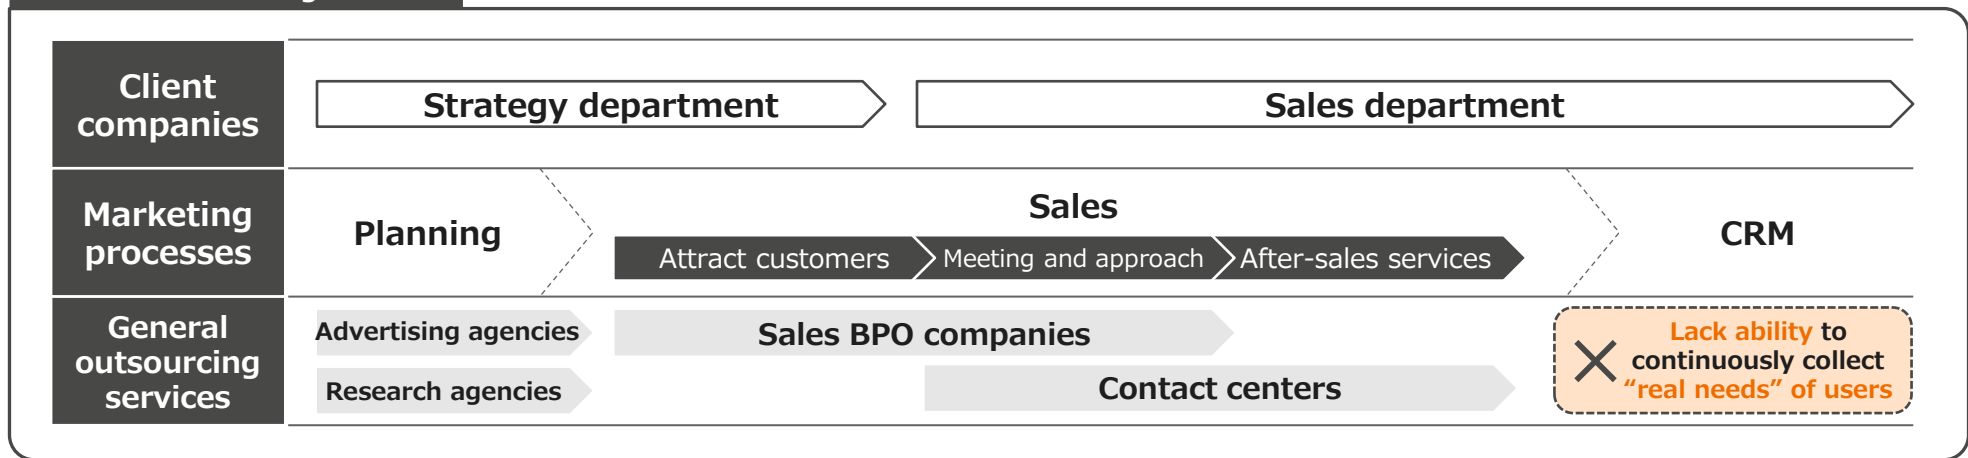 Client
companies
Strategy department
Sales department
Marketing
processes
Planning
Sales
Attract customers
Meeting and approach
After-sales services
CRM
General
outsourcing
services
Advertising agencies
Research agencies
Sales BPO companies
Contact centers
Lack ability to
continuously collect
“real needs” of users